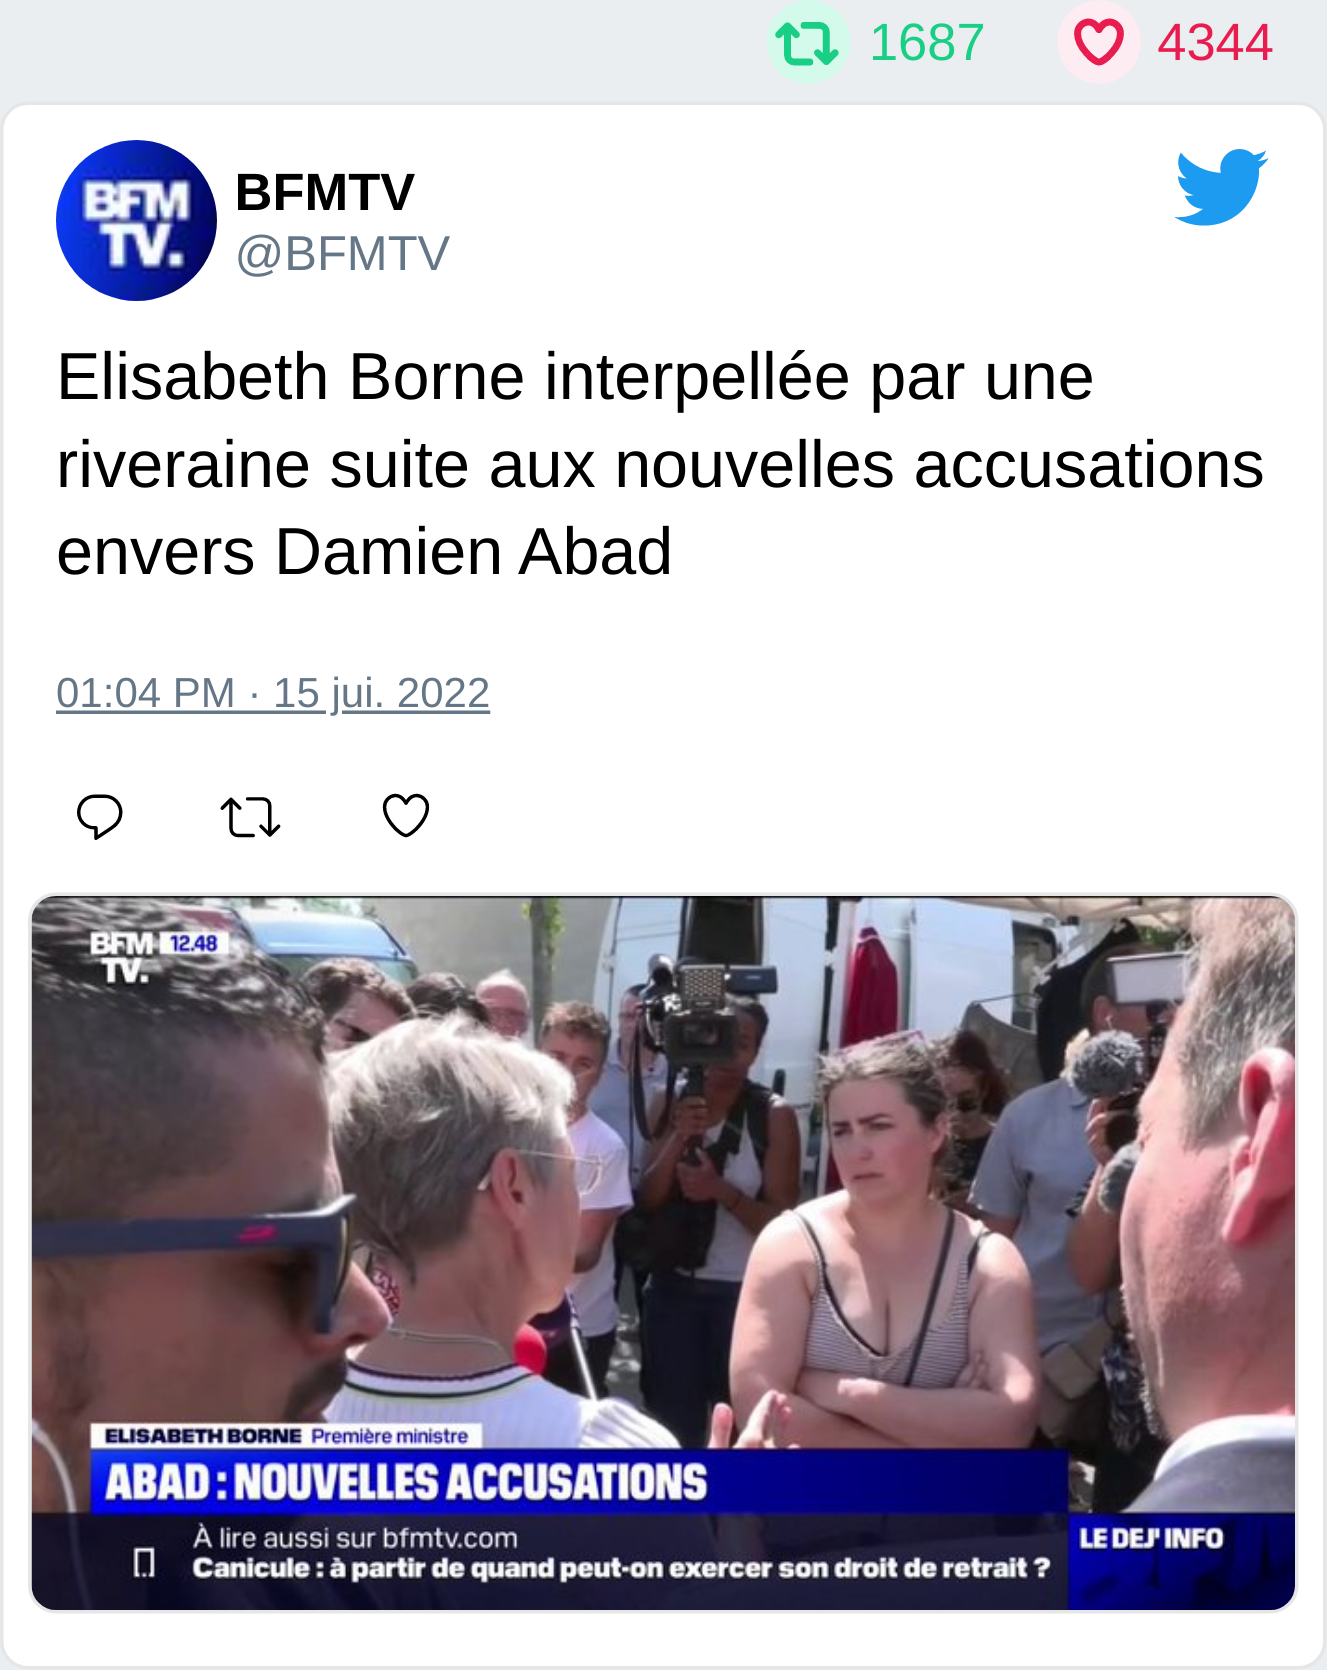 1687 4344
BFM
TV.
BFMTV
@BFMTV
Elisabeth Borne interpellée par une
riveraine suite aux nouvelles accusations
envers Damien Abad
01:04 PM · 15 jui. 2022
BFM 12.48
TV.
ELISABETH BORNE Première ministre
ABAD : NOUVELLES ACCUSATIONS
À lire aussi sur bfmtv.com
Canicule : à partir de quand peut-on exercer son droit de retrait ?
LE DEJ' INFO